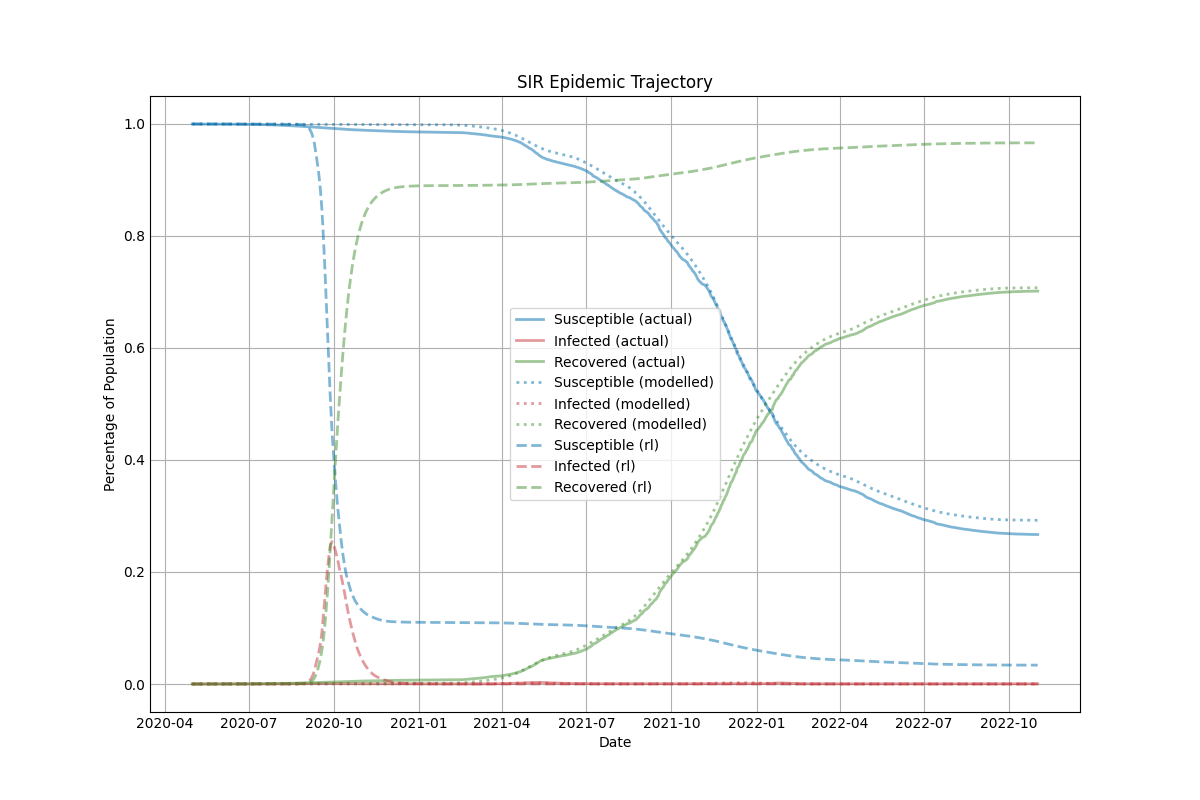 SIR Epidemic Trajectory
Percentage of Population
1.0
0.8
0.6
0.4
0.2
0.0
Susceptible (actual)
Infected (actual)
Recovered (actual)
Susceptible (modelled)
Infected (modelled)
Recovered (modelled)
Susceptible (rl)
Infected (rl)
Recovered (rl)
2020-04 2020-07 2020-10 2021-01 2021-04 2021-07 2021-10 2022-01 2022-04 2022-07 2022-10
Date